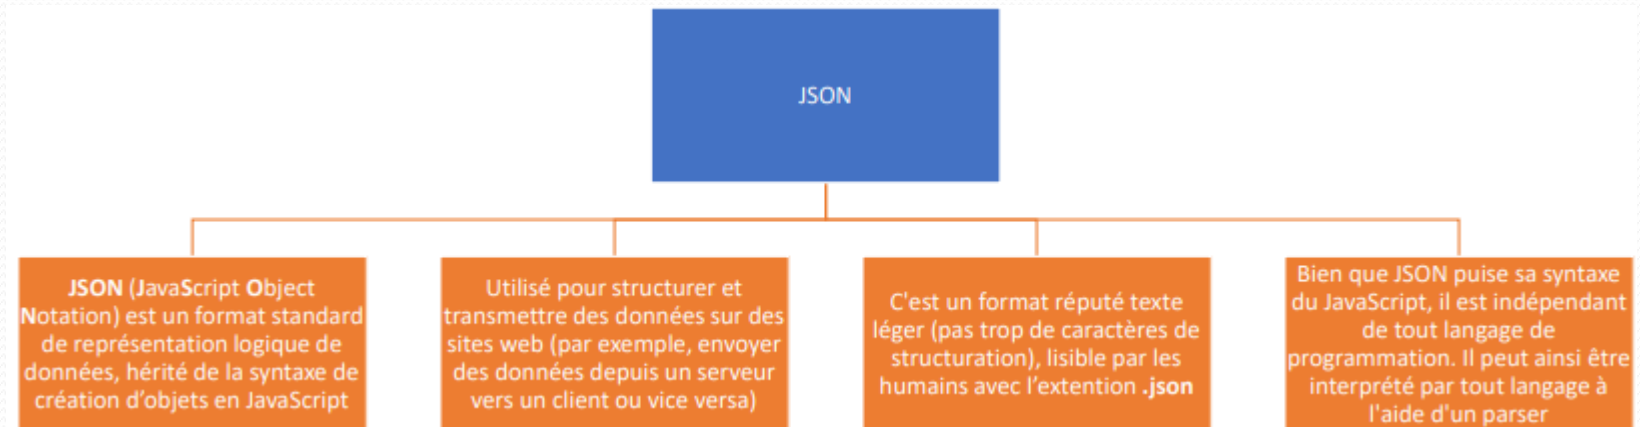 JSON
JSON (JavaScript Object
Notation) est un format standard
de représentation logique de
données, hérité de la syntaxe de
création d’objets en JavaScript
Utilisé pour structurer et
transmettre des données sur des
sites web (par exemple, envoyer
des données depuis un serveur
vers un client ou vice versa)
C'est un format réputé texte
léger (pas trop de caractères de
structuration), lisible par les
humains avec l’extention .json
Bien que JSON puise sa syntaxe
du JavaScript, il est indépendant
de tout langage de
programmation. Il peut ainsi être
interprété par tout langage à
l'aide d'un parser